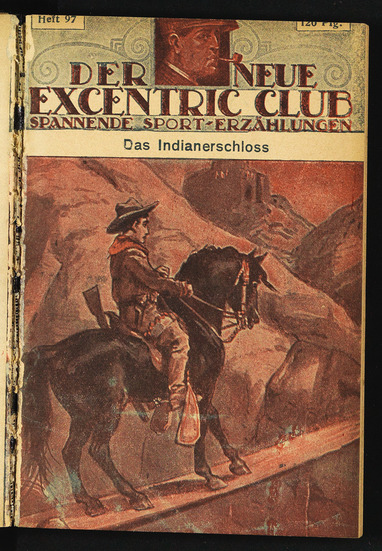 Heft 97
120 Pfg.
DER NEUE
EXCENTRIC CLUB
SPANNENDE SPORT-ERZÄHLUNGEN
Das Indianerschloss